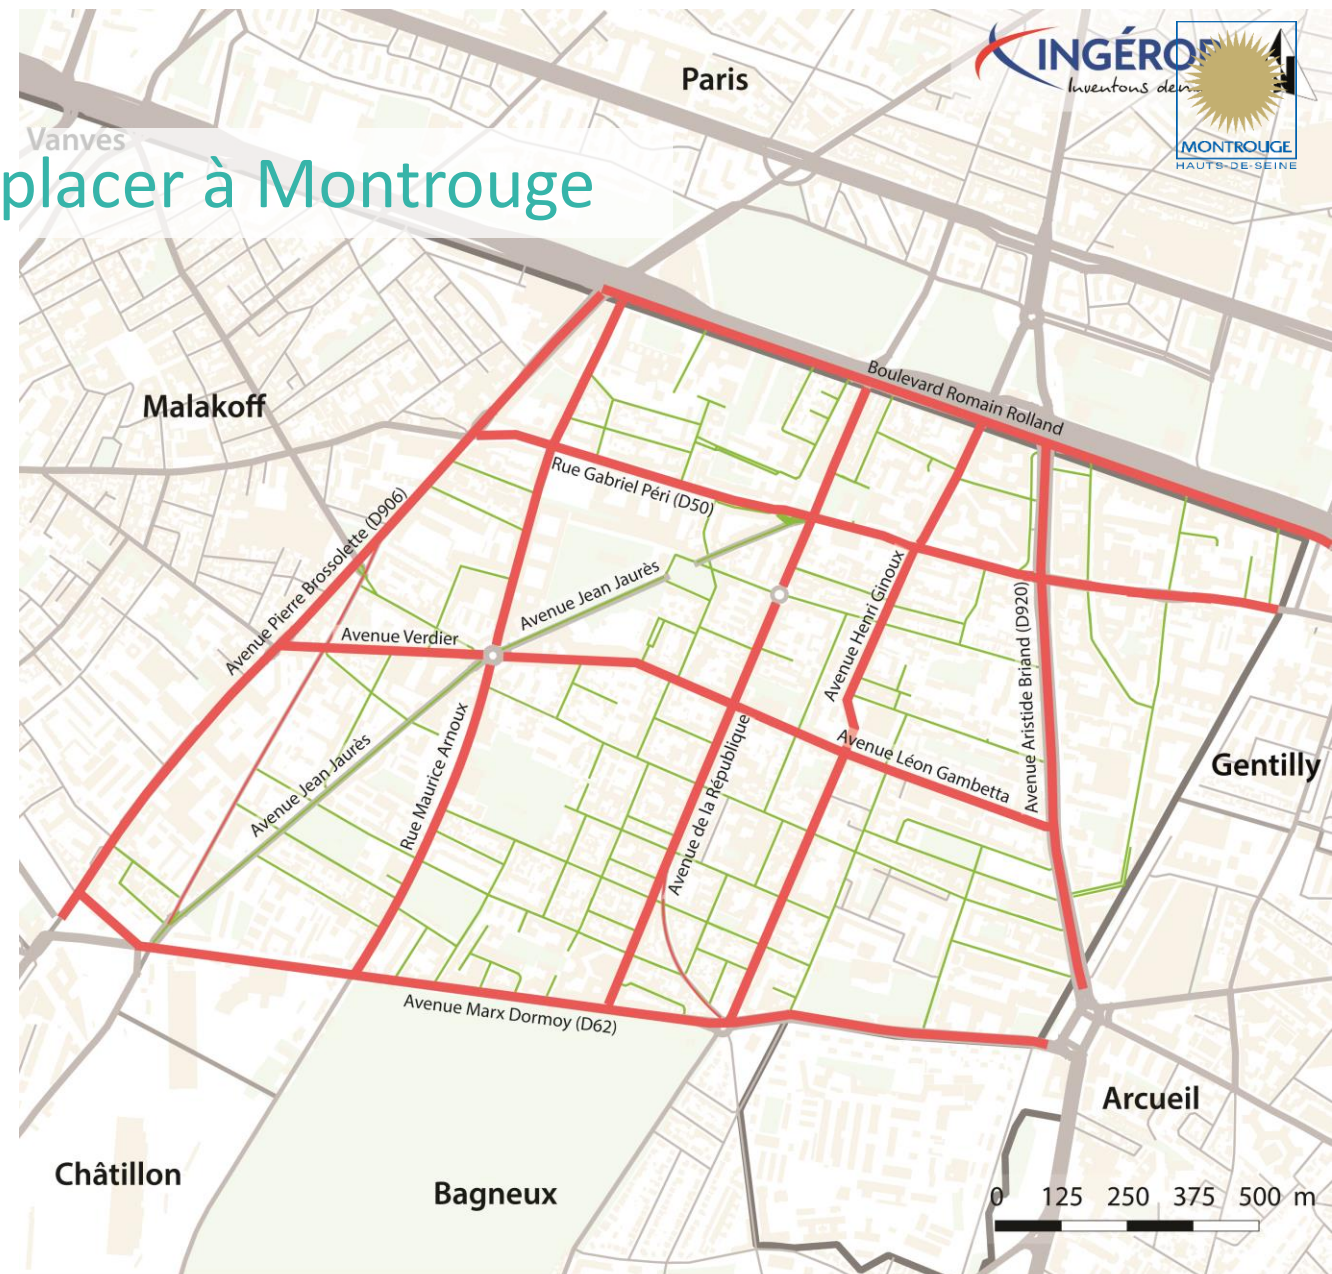 Paris
INGÉRO
Inventons dem
MONTROUGE
HAUTS-DE-SEINE
Vanves
placer à Montrouge
Malakoff
Boulevard Romain Rolland
Rue Gabriel Péri (D50)
Avenue Pierre Brossolette (D906)
Avenue Jean Jaurès
Avenue Verdier
Avenue Henri Ginoux
Avenue Aristide Briand (D920)
Rue Maurice Arnoux
Avenue Jean Jaurès
Avenue de la République
Avenue Léon Gambetta
Gentilly
Avenue Marx Dormoy (D62)
Arcueil
Châtillon
Bagneux
0 125 250 375 500 m